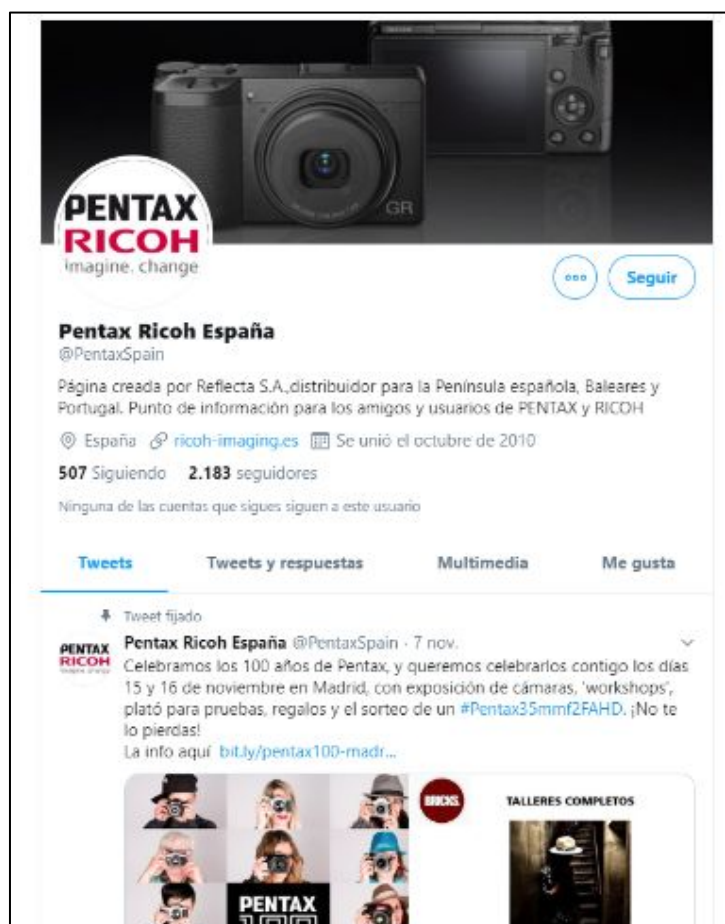 GR
PENTAX
RICOH
imagine. change
Seguir
Pentax Ricoh España
@PentaxSpain
Página creada por Reflecta S.A.,distribuidor para la Península española, Baleares y
Portugal. Punto de información para los amigos y usuarios de PENTAX y RICOH
España ricoh-imaging.es Se unió el octubre de 2010
507 Siguiendo 2.183 seguidores
Ninguna de las cuentas que sigues siguen a este usuario
Tweets Tweets y respuestas Multimedia Me gusta
Tweet fijado
PENTAX
RICOH
Pentax Ricoh España @PentaxSpain · 7 nov.
Celebramos los 100 años de Pentax, y queremos celebrarlos contigo los días
15 y 16 de noviembre en Madrid, con exposición de cámaras, 'workshops',
plató para pruebas, regalos y el sorteo de un #Pentax35mmf2FAHD. ¡No te
lo pierdas!
La info aquí bit.ly/pentax100-madr...
BRICKS
TALLERES COMPLETOS
PENTAX
100